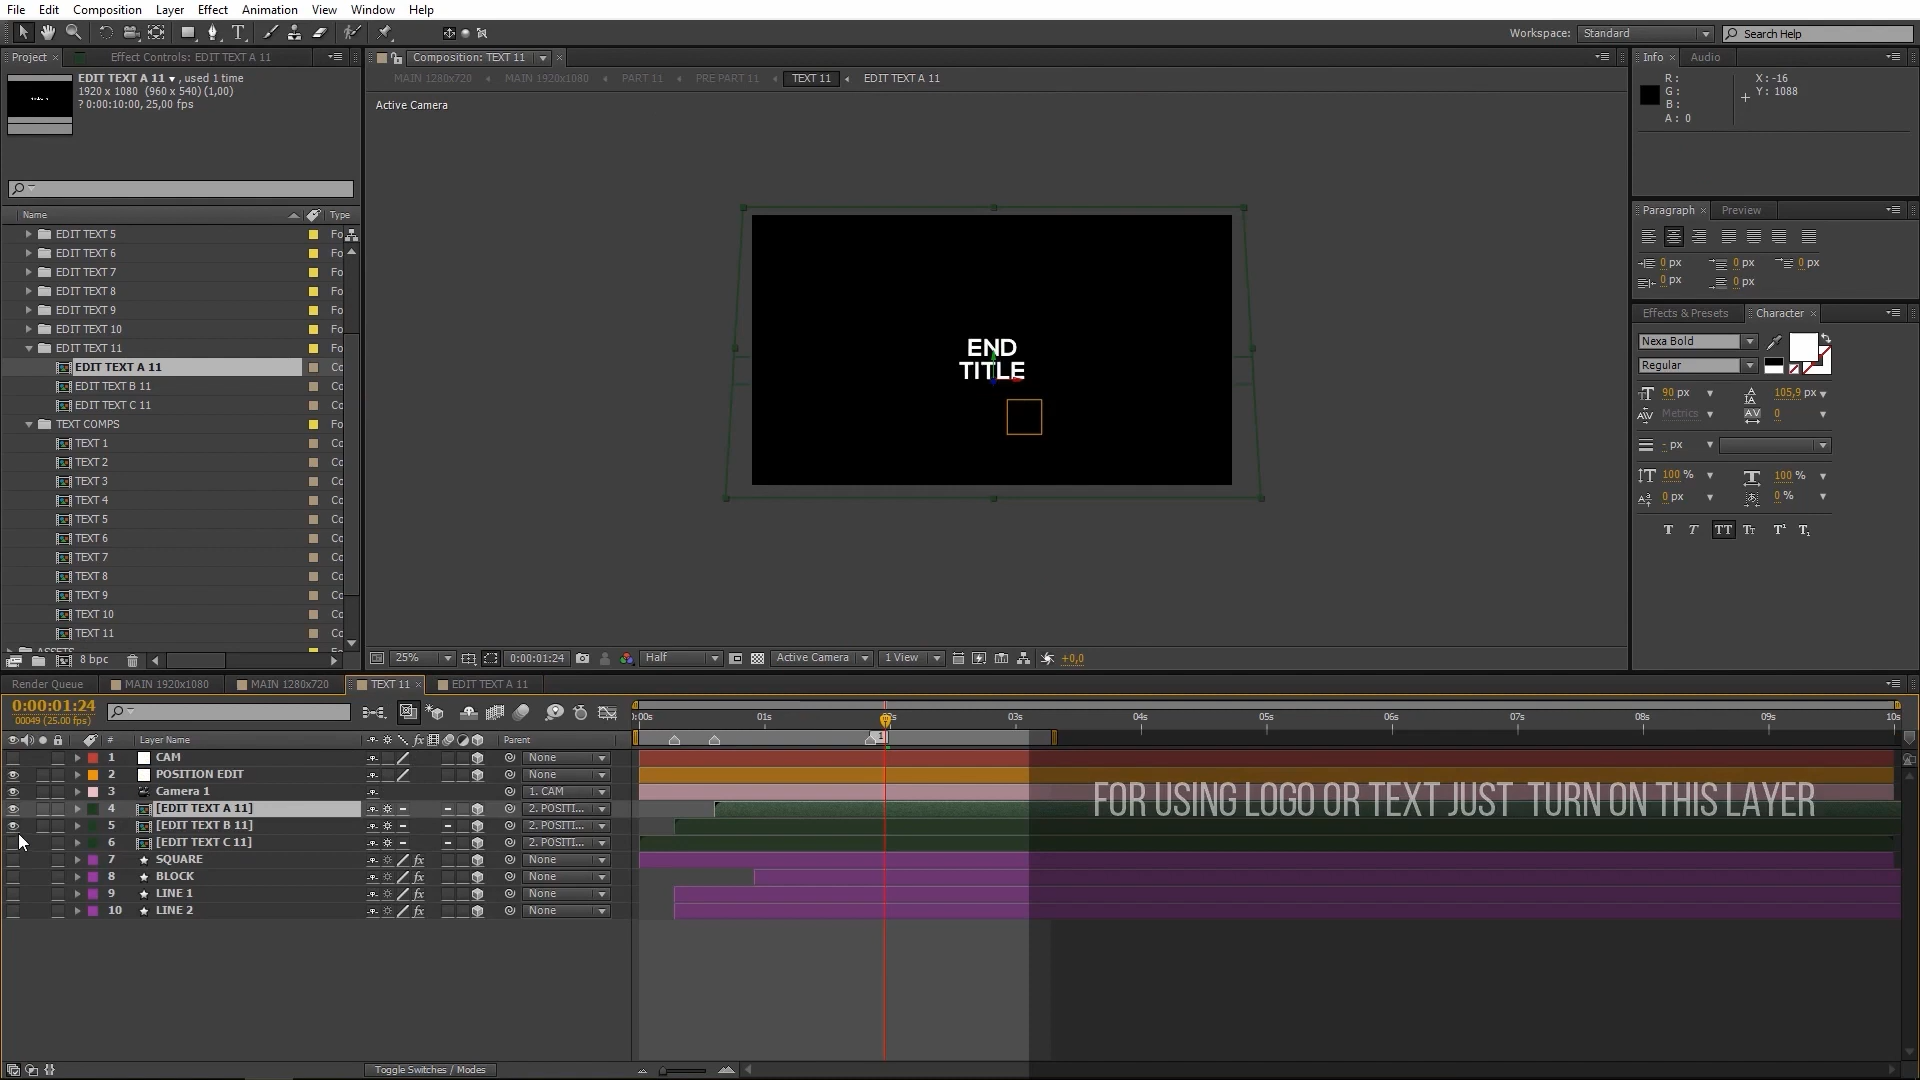 File Edit Composition Layer Effect Animation View Window Help
Workspace: Standard Search Help
Project Effect Controls: EDIT TEXT A 11
Composition: TEXT 11
Info Audio
EDIT TEXT A 11 , used 1 time
1920 x 1080 (960 x 540) (1,00)
? 0:00:10:00, 25,00 fps
MAIN 1280x720 MAIN 1920x1080 PART 11 PRE PART 11 TEXT 11 EDIT TEXT A 11
Active Camera
R :
G :
B :
A : 0
X : -16
Y : 1088
Name Type
EDIT TEXT 5 Fo
EDIT TEXT 6 Fo
EDIT TEXT 7 Fo
EDIT TEXT 8 Fo
EDIT TEXT 9 Fo
EDIT TEXT 10 Fo
EDIT TEXT 11 Fo
EDIT TEXT A 11 Co
EDIT TEXT B 11 Co
EDIT TEXT C 11 Co
TEXT COMPS Fo
TEXT 1 Co
TEXT 2 Co
TEXT 3 Co
TEXT 4 Co
TEXT 5 Co
TEXT 6 Co
TEXT 7 Co
TEXT 8 Co
TEXT 9 Co
TEXT 10 Co
TEXT 11 Co
ASSETS Fo
8 bpc
END
TITLE
25% 0:00:01:24 Half Active Camera 1 View +0,0
Paragraph Preview
0 px 0 px 0 px
0 px 0 px
Effects & Presets Character
Nexa Bold
Regular
90 px 105,9 px
Metrics 0
- px
100 % 100 %
0 px 0 %
T T TT Tt T¹ T₁
Render Queue MAIN 1920x1080 MAIN 1280x720 TEXT 11 EDIT TEXT A 11
0:00:01:24
00049 (25.00 fps)
0:00s 01s 02s 03s 04s 05s 06s 07s 08s 09s 10s
# Layer Name fx Parent
1
1 CAM None
2 POSITION EDIT None
3 Camera 1 1. CAM
4 [EDIT TEXT A 11] 2. POSITI...
5 [EDIT TEXT B 11] 2. POSITI...
6 [EDIT TEXT C 11] 2. POSITI...
7 SQUARE fx None
8 BLOCK fx None
9 LINE 1 fx None
10 LINE 2 fx None
FOR USING LOGO OR TEXT JUST TURN ON THIS LAYER
Toggle Switches / Modes